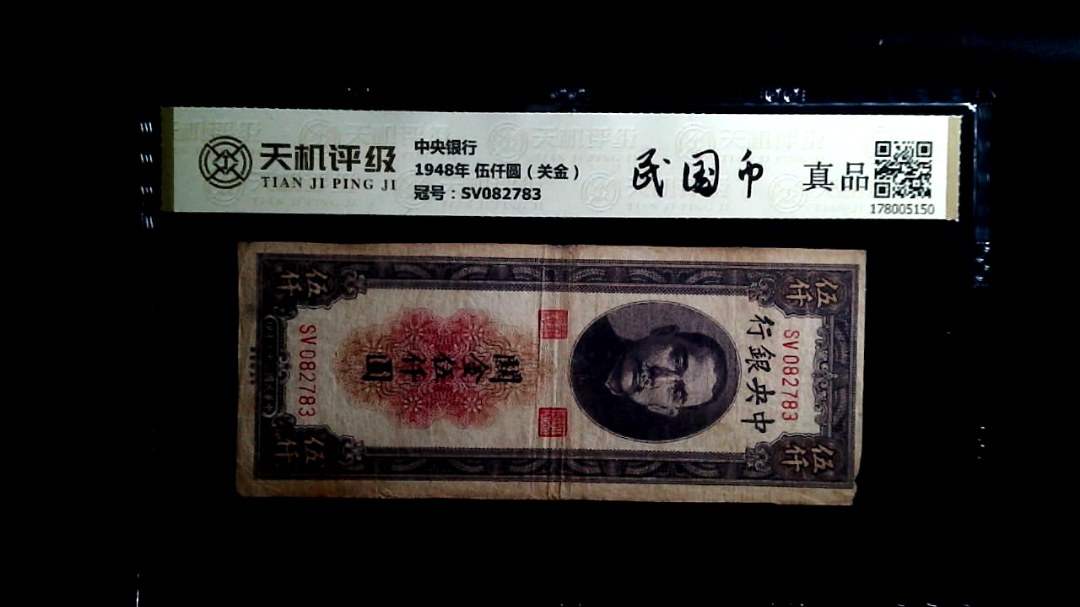 天机评级
TIAN JI PING JI
中央银行
1948年 伍仟圆（关金）
冠号：SV082783
民国币
真品
178005150
伍仟
伍仟
中央銀行
SV082783
關金伍仟圓
SV082783
伍仟
伍仟